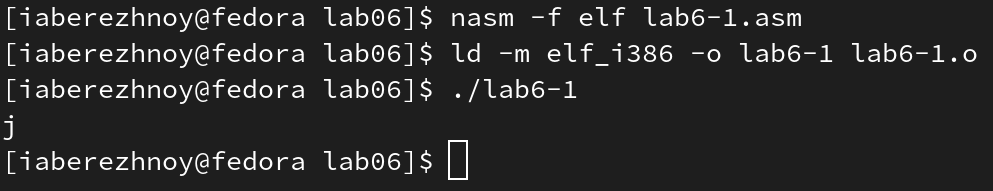 [iaberezhnoy@fedora lab06]$ nasm -f elf lab6-1.asm
[iaberezhnoy@fedora lab06]$ ld -m elf_i386 -o lab6-1 lab6-1.o
[iaberezhnoy@fedora lab06]$ ./lab6-1
j
[iaberezhnoy@fedora lab06]$